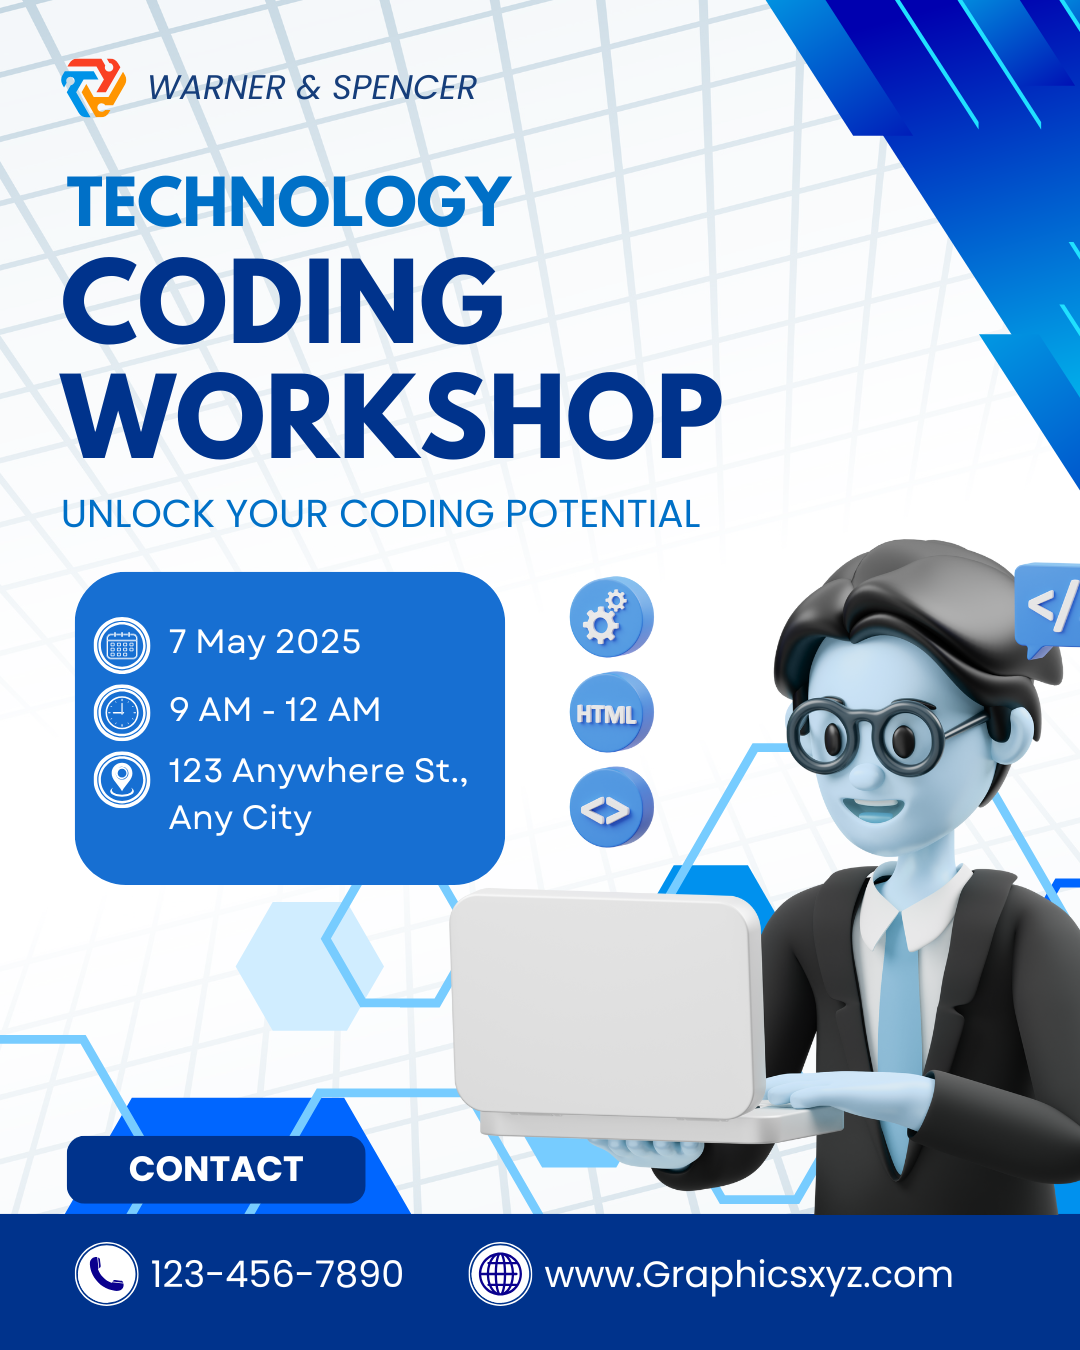 WARNER & SPENCER
TECHNOLOGY
CODING
WORKSHOP
UNLOCK YOUR CODING POTENTIAL
7 May 2025
9 AM - 12 AM
123 Anywhere St.,
Any City
HTML
<>
</
CONTACT
123-456-7890
www.Graphicsxyz.com